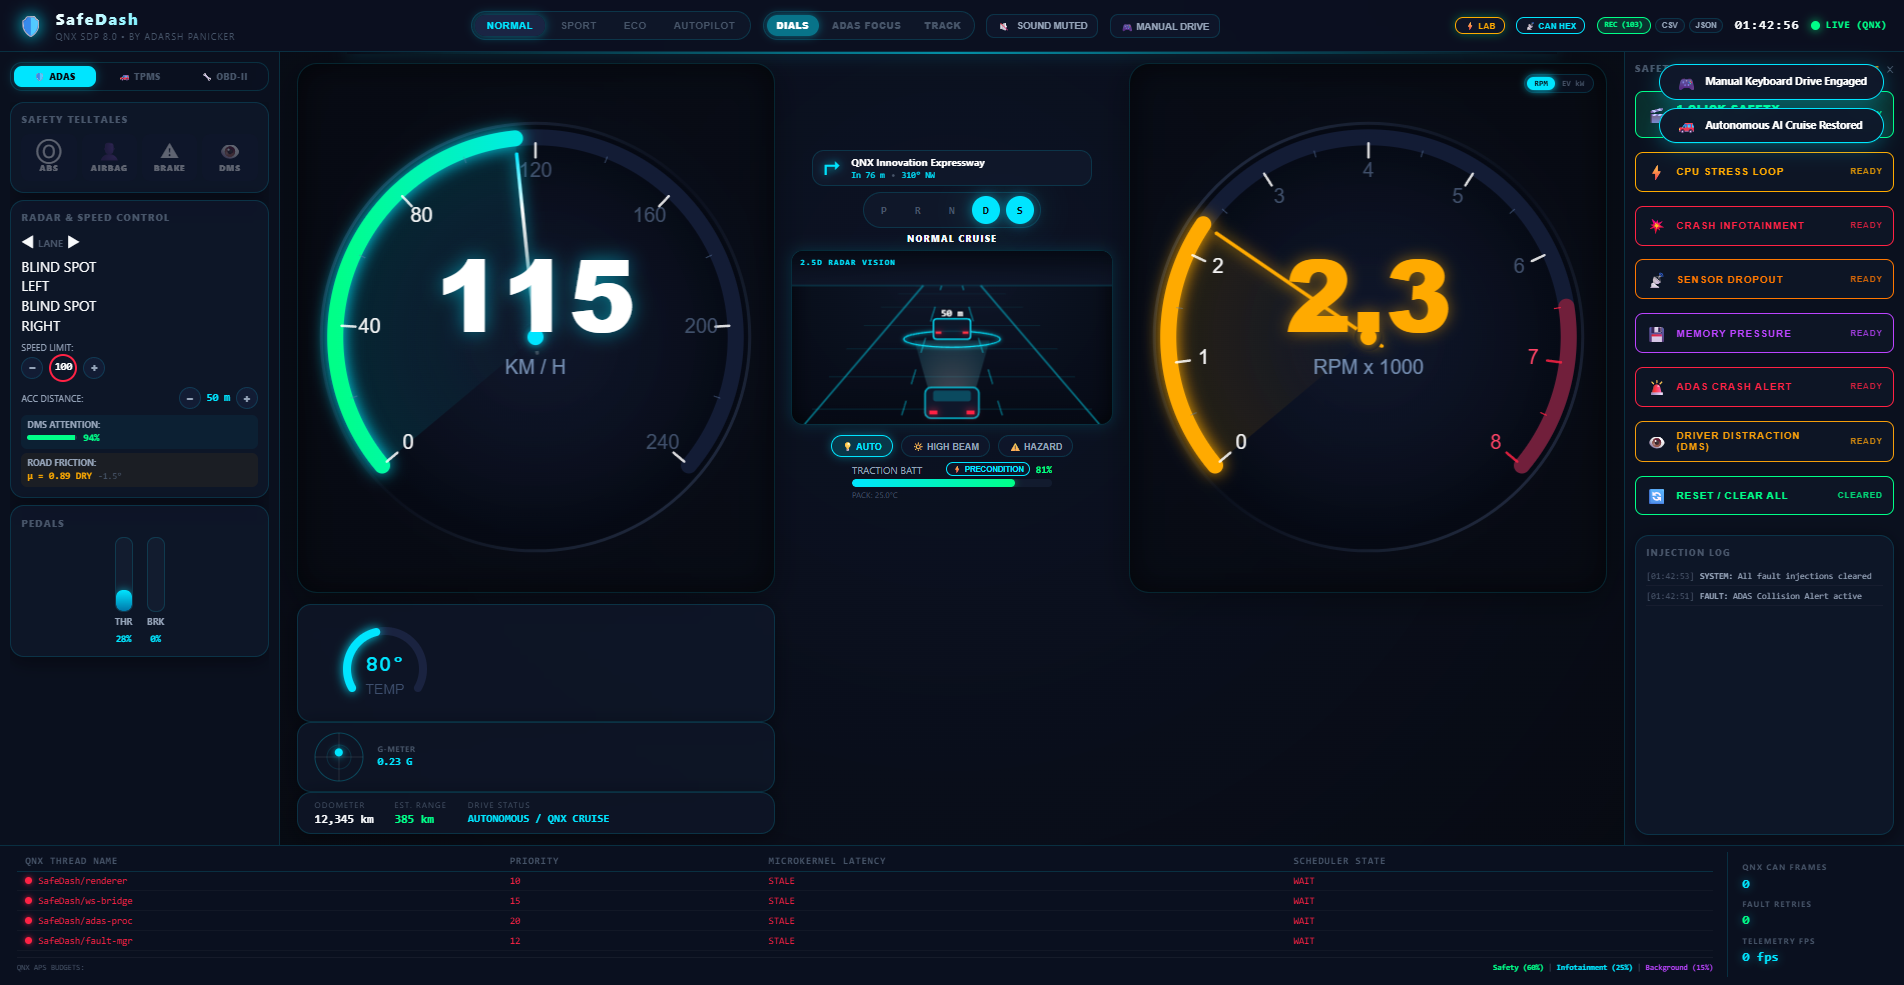 SafeDash
QNX SDP 8.0 • BY ADARSH PANICKER
NORMAL SPORT ECO AUTOPILOT
DIALS ADAS FOCUS TRACK
SOUND MUTED
MANUAL DRIVE
LAB
CAN HEX
REC (103)
CSV
JSON
01:42:56
LIVE (QNX)
ADAS TPMS OBD-II
SAFETY TELLTALES
ABS AIRBAG BRAKE DMS
RADAR & SPEED CONTROL
LANE
BLIND SPOT
LEFT
BLIND SPOT
RIGHT
SPEED LIMIT:
− 100 +
ACC DISTANCE: − 50 m +
DMS ATTENTION:
94%
ROAD FRICTION:
μ = 0.89 DRY -1.5°
PEDALS
THR BRK
28% 0%
0
40
80
120
160
200
240
115
KM / H
QNX Innovation Expressway
In 76 m • 310° NW
P R N D S
NORMAL CRUISE
2.5D RADAR VISION
50 m
AUTO
HIGH BEAM
HAZARD
TRACTION BATT PRECONDITION 81%
PACK: 25.0°C
RPM EV kW
0
1
2
3
4
5
6
7
8
2.3
RPM x 1000
80°
TEMP
G-METER
0.23 G
ODOMETER EST. RANGE DRIVE STATUS
12,345 km 385 km AUTONOMOUS / QNX CRUISE
Manual Keyboard Drive Engaged
Autonomous AI Cruise Restored
CPU STRESS LOOP READY
CRASH INFOTAINMENT READY
SENSOR DROPOUT READY
MEMORY PRESSURE READY
ADAS CRASH ALERT READY
DRIVER DISTRACTION
(DMS) READY
RESET / CLEAR ALL CLEARED
INJECTION LOG
[01:42:53] SYSTEM: All fault injections cleared
[01:42:51] FAULT: ADAS Collision Alert active
QNX THREAD NAME PRIORITY MICROKERNEL LATENCY SCHEDULER STATE
SafeDash/renderer 10 STALE WAIT
SafeDash/ws-bridge 15 STALE WAIT
SafeDash/adas-proc 20 STALE WAIT
SafeDash/fault-mgr 12 STALE WAIT
QNX APS BUDGETS: Safety (60%) | Infotainment (25%) | Background (15%)
QNX CAN FRAMES
0
FAULT RETRIES
0
TELEMETRY FPS
0 fps